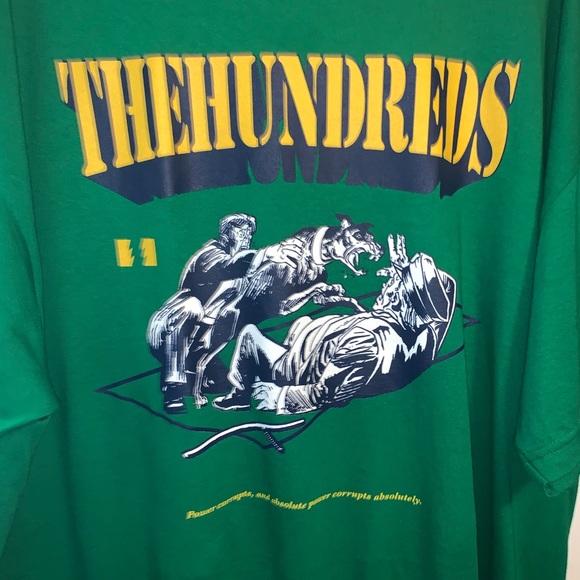 THEHUNDREDS
"
Power corrupts, and absolute power corrupts absolutely.